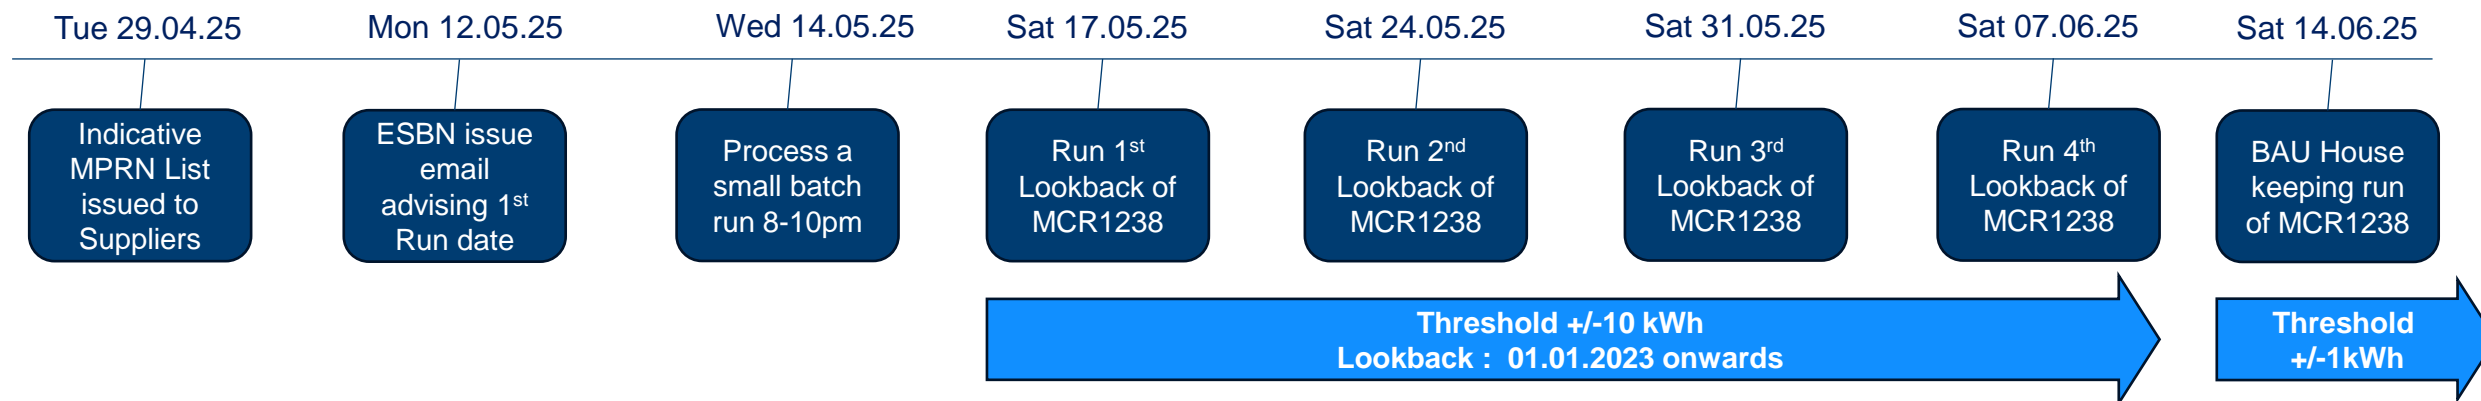 Tue 29.04.25
Mon 12.05.25
Wed 14.05.25
Sat 17.05.25
Sat 24.05.25
Sat 31.05.25
Sat 07.06.25
Sat 14.06.25
Indicative
MPRN List
issued to
Suppliers
ESBN issue
email
advising 1st
Run date
Process a
small batch
run 8-10pm
Run 1st
Lookback of
MCR1238
Run 2nd
Lookback of
MCR1238
Run 3rd
Lookback of
MCR1238
Run 4th
Lookback of
MCR1238
BAU House
keeping run
of MCR1238
Threshold +/-10 kWh
Lookback : 01.01.2023 onwards
Threshold
+/-1kWh